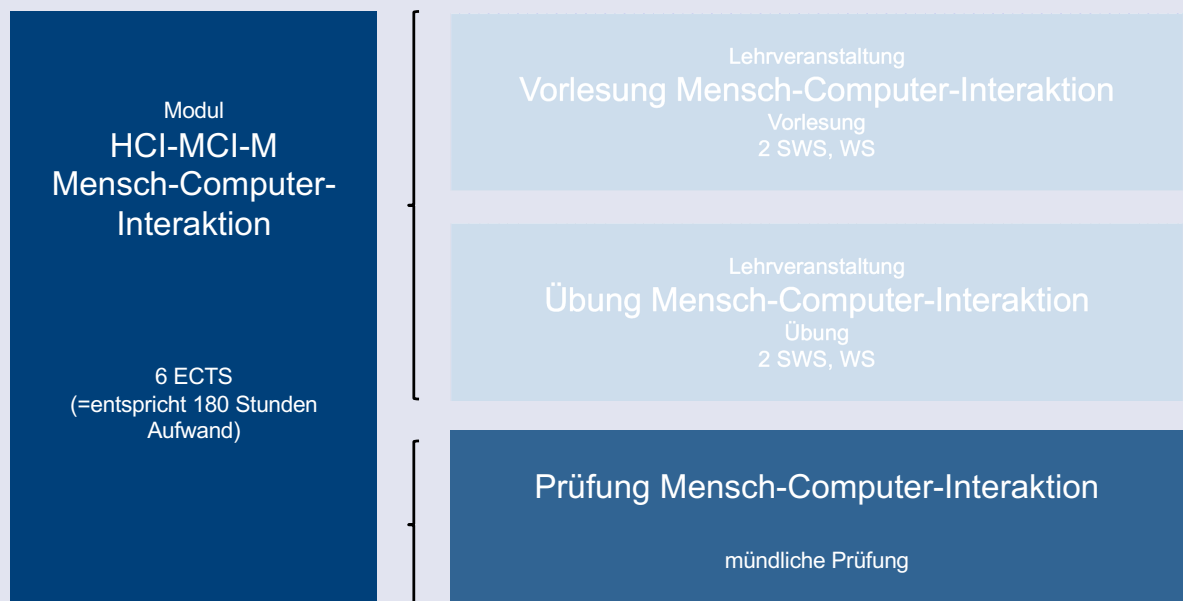 Modul
HCI-MCI-M
Mensch-Computer-
Interaktion
6 ECTS
(=entspricht 180 Stunden
Aufwand)
Lehrveranstaltung
Vorlesung Mensch-Computer-Interaktion
Vorlesung
2 SWS, WS
Lehrveranstaltung
Übung Mensch-Computer-Interaktion
Übung
2 SWS, WS
Prüfung Mensch-Computer-Interaktion
mündliche Prüfung